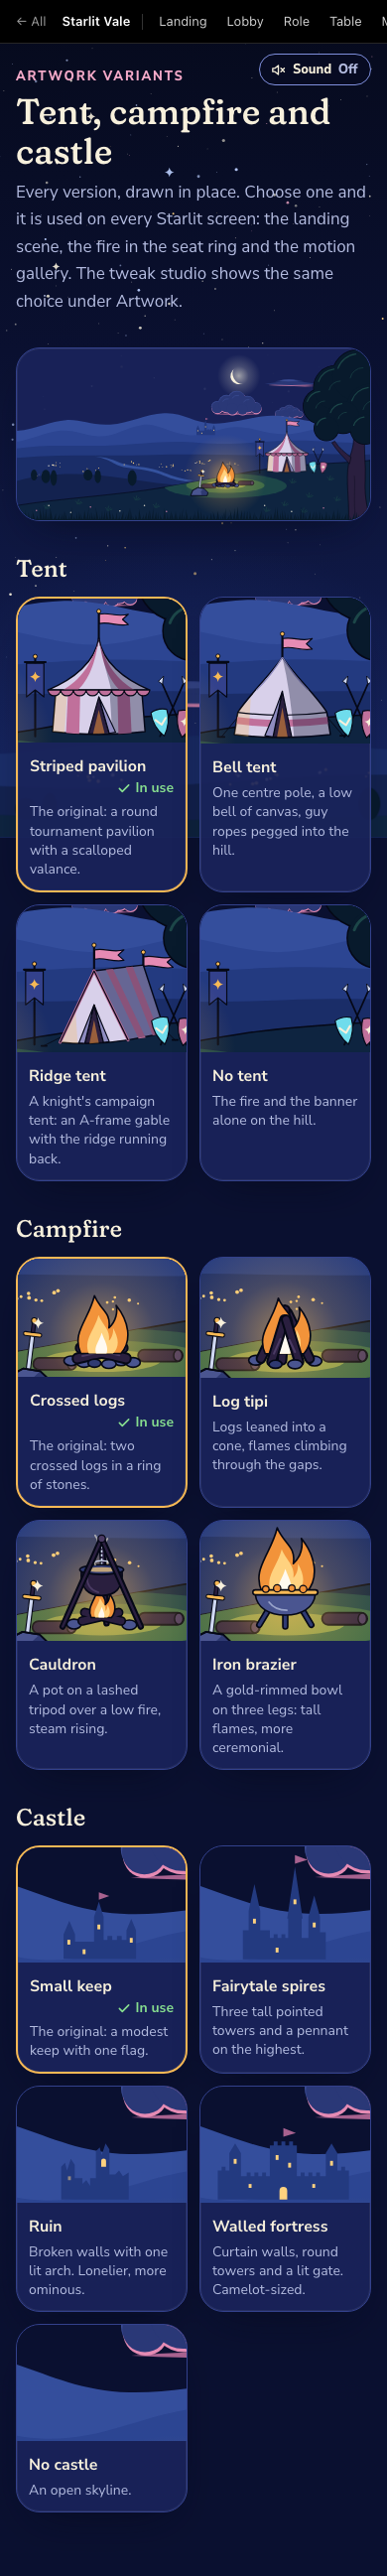 ← All Starlit Vale Landing Lobby Role Table
Sound Off
ARTWORK VARIANTS
Tent, campfire and
castle
Every version, drawn in place. Choose one and
it is used on every Starlit screen: the landing
scene, the fire in the seat ring and the motion
gallery. The tweak studio shows the same
choice under Artwork.
Tent
Striped pavilion
✓ In use
The original: a round
tournament pavilion
with a scalloped
valance.
Bell tent
One centre pole, a low
bell of canvas, guy
ropes pegged into the
hill.
Ridge tent
A knight's campaign
tent: an A-frame gable
with the ridge running
back.
No tent
The fire and the banner
alone on the hill.
Campfire
Crossed logs
✓ In use
The original: two
crossed logs in a ring
of stones.
Log tipi
Logs leaned into a
cone, flames climbing
through the gaps.
Cauldron
A pot on a lashed
tripod over a low fire,
steam rising.
Iron brazier
A gold-rimmed bowl
on three legs: tall
flames, more
ceremonial.
Castle
Small keep
✓ In use
The original: a modest
keep with one flag.
Fairytale spires
Three tall pointed
towers and a pennant
on the highest.
Ruin
Broken walls with one
lit arch. Lonelier, more
ominous.
Walled fortress
Curtain walls, round
towers and a lit gate.
Camelot-sized.
No castle
An open skyline.